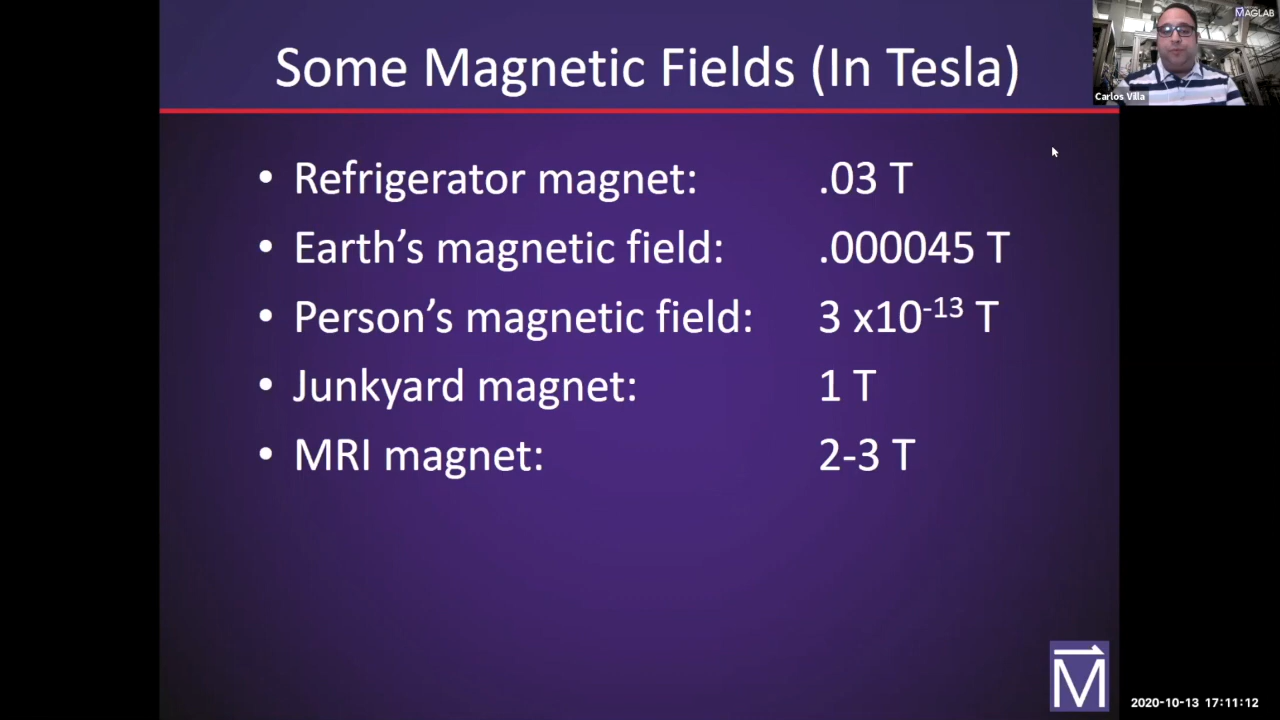 Some Magnetic Fields (In Tesla)
• Refrigerator magnet: .03 T
• Earth’s magnetic field: .000045 T
• Person’s magnetic field: 3 x10⁻¹³ T
• Junkyard magnet: 1 T
• MRI magnet: 2-3 T
MAGLAB
Carlos Villa
M
2020-10-13 17:11:12